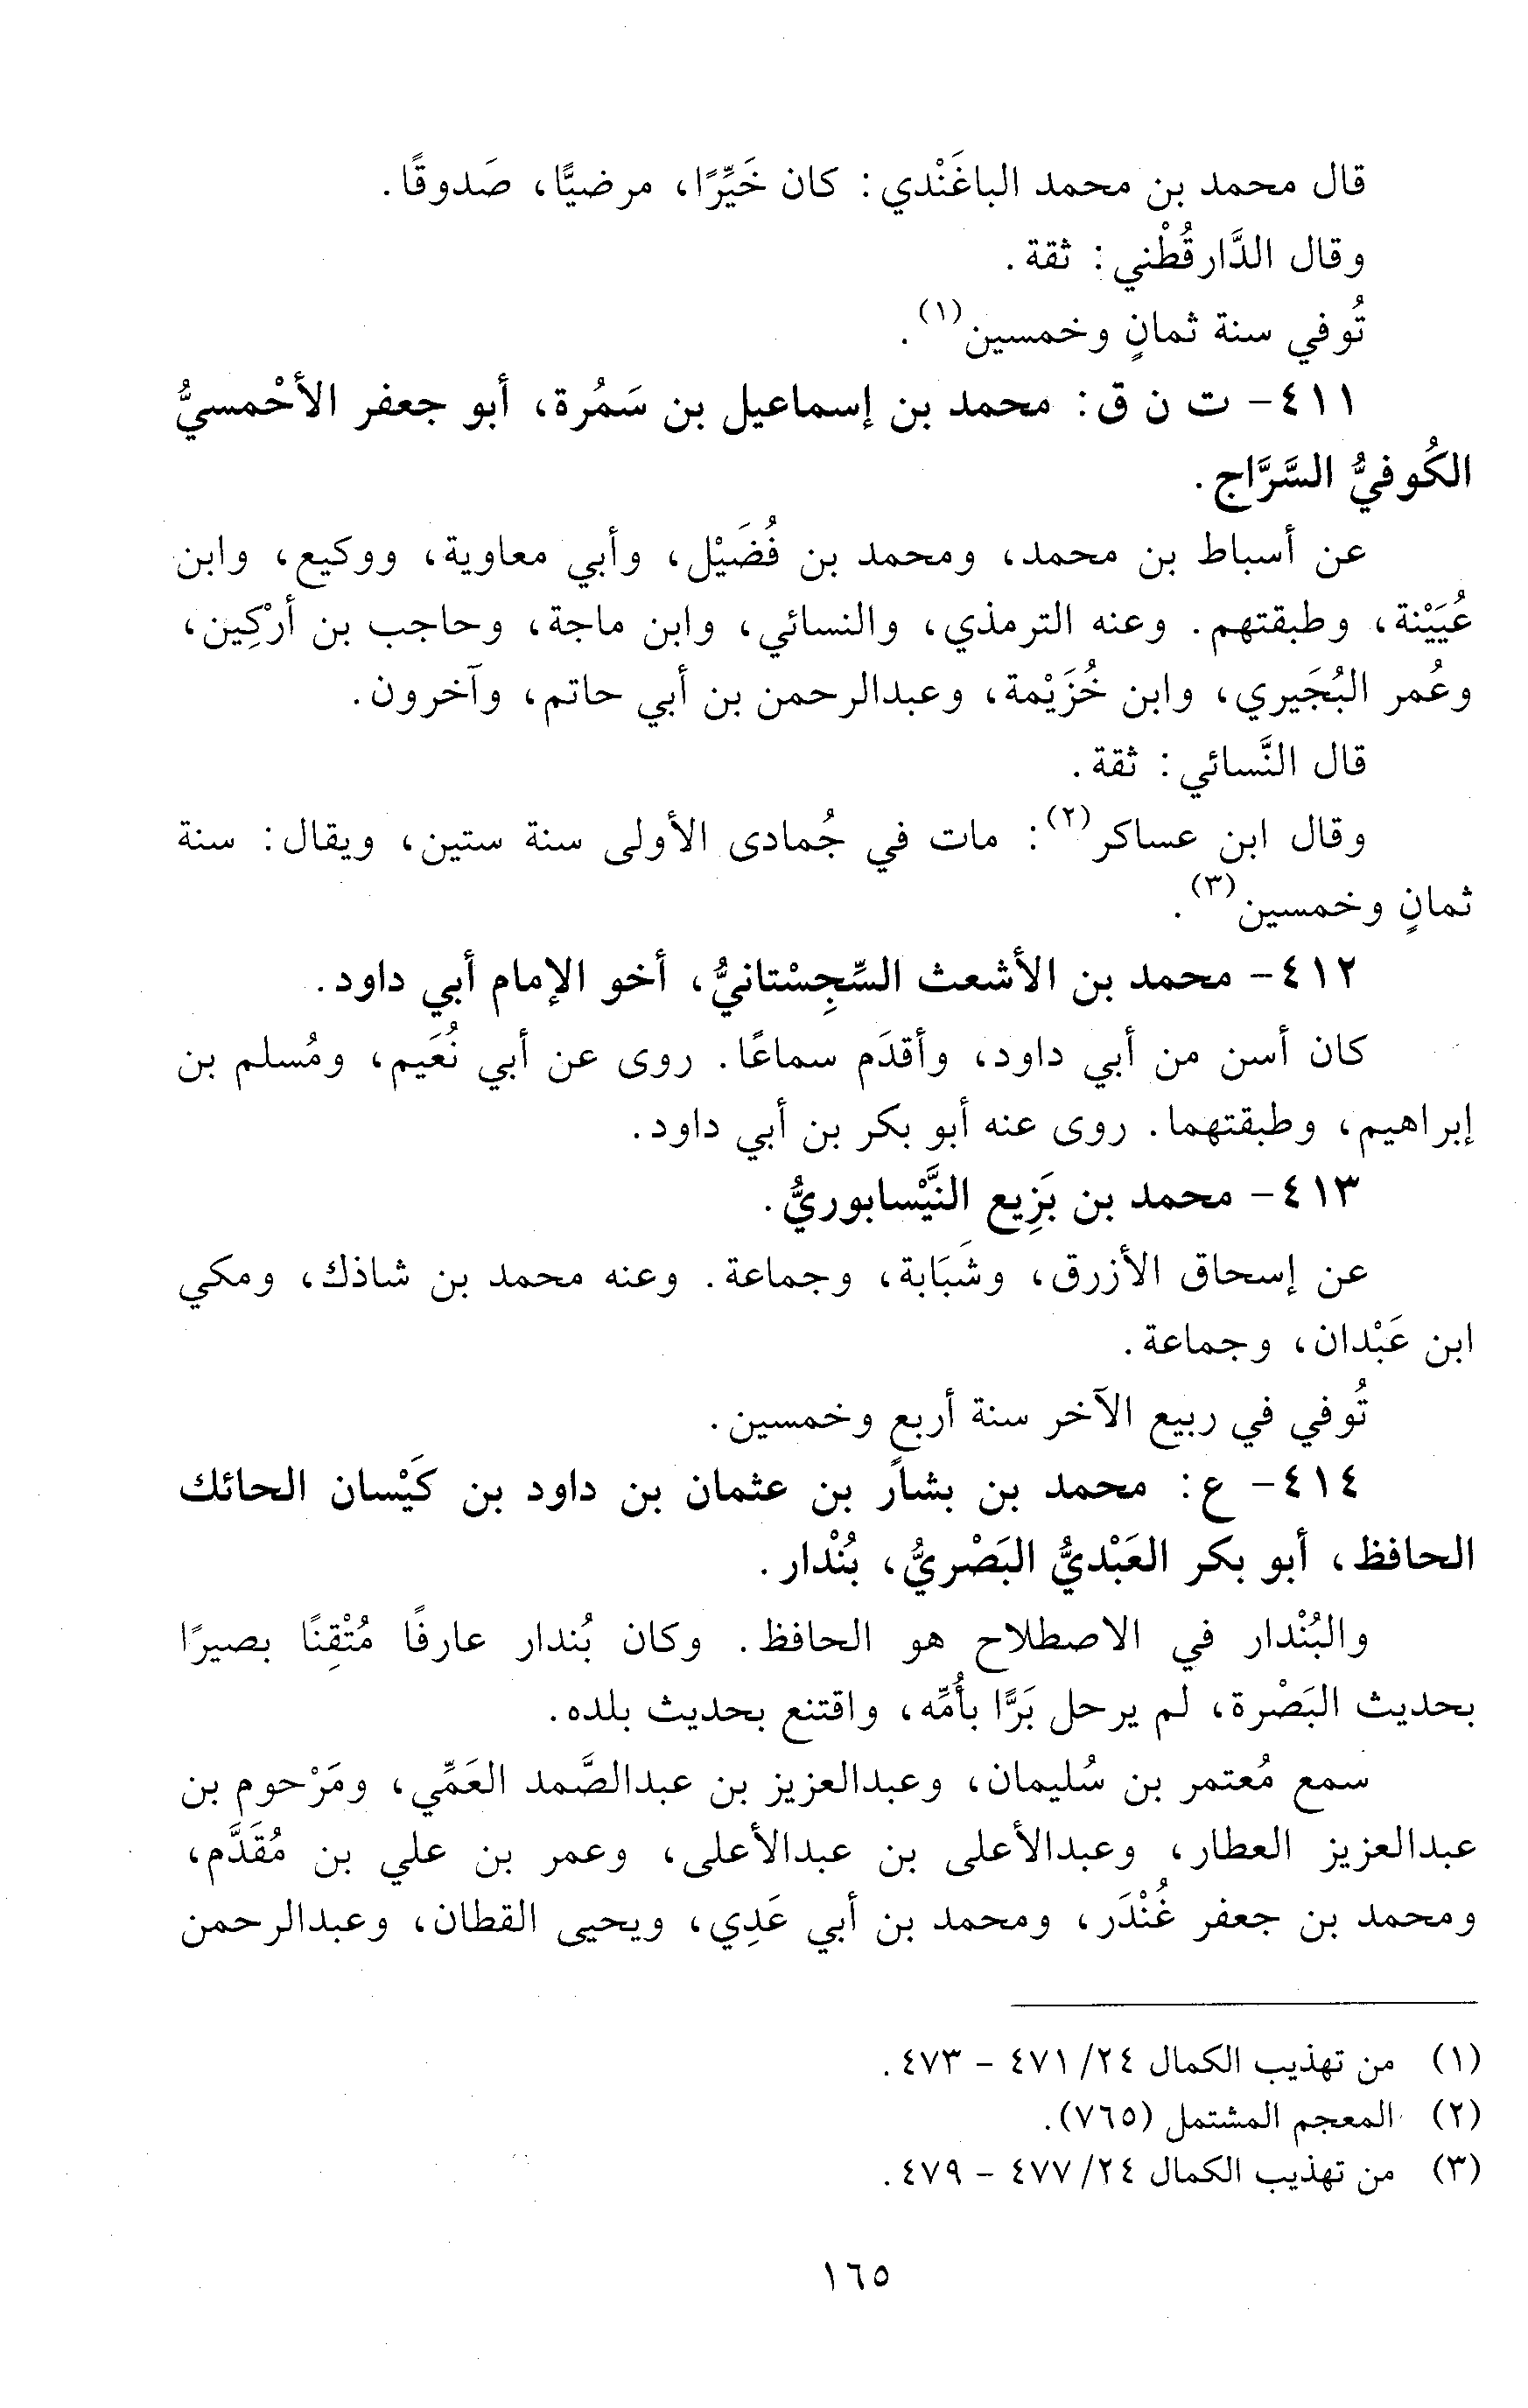 قال محمد بن محمد الباغَنْدي: كان خَيِّرًا، مرضيًّا، صَدوقًا.
وقال الدَّارقُطْني: ثقة.
تُوفي سنة ثمانٍ وخمسين(١).
٤١١- ت ن ق: محمد بن إسماعيل بن سَمُرة، أبو جعفر الأحْمسيُّ
الكُوفيُّ السَّرَّاج.
عن أسباط بن محمد، ومحمد بن فُضَيْل، وأبي معاوية، ووكيع، وابن
عُيَيْنة، وطبقتهم. وعنه الترمذي، والنسائي، وابن ماجة، وحاجب بن أرْكِين،
وعُمر البُجَيري، وابن خُزَيْمة، وعبدالرحمن بن أبي حاتم، وآخرون.
قال النَّسائي: ثقة.
وقال ابن عساكر(٢): مات في جُمادى الأولى سنة ستين، ويقال: سنة
ثمانٍ وخمسين(٣).
٤١٢- محمد بن الأشعث السِّجِسْتانيُّ، أخو الإمام أبي داود.
كان أسن من أبي داود، وأقدَم سماعًا. روى عن أبي نُعَيم، ومُسلم بن
إبراهيم، وطبقتهما. روى عنه أبو بكر بن أبي داود.
٤١٣- محمد بن بَزِيع النَّيْسابوريُّ.
عن إسحاق الأزرق، وشَبَابة، وجماعة. وعنه محمد بن شاذك، ومكي
ابن عَبْدان، وجماعة.
تُوفي في ربيع الآخر سنة أربع وخمسين.
٤١٤- ع: محمد بن بشار بن عثمان بن داود بن كَيْسان الحائك
الحافظ، أبو بكر العَبْديُّ البَصْريُّ، بُنْدار.
والبُنْدار في الاصطلاح هو الحافظ. وكان بُندار عارفًا مُتْقِنًا بصيرًا
بحديث البَصْرة، لم يرحل بَرًّا بأُمِّه، واقتنع بحديث بلده.
سمع مُعتمر بن سُليمان، وعبدالعزيز بن عبدالصَّمد العَمِّي، ومَرْحوم بن
عبدالعزيز العطار، وعبدالأعلى بن عبدالأعلى، وعمر بن علي بن مُقَدَّم،
ومحمد بن جعفر غُنْدَر، ومحمد بن أبي عَدِي، ويحيى القطان، وعبدالرحمن
(١) من تهذيب الكمال ٢٤/ ٤٧١ - ٤٧٣.
(٢) المعجم المشتمل (٧٦٥).
(٣) من تهذيب الكمال ٢٤/ ٤٧٧ - ٤٧٩.
١٦٥